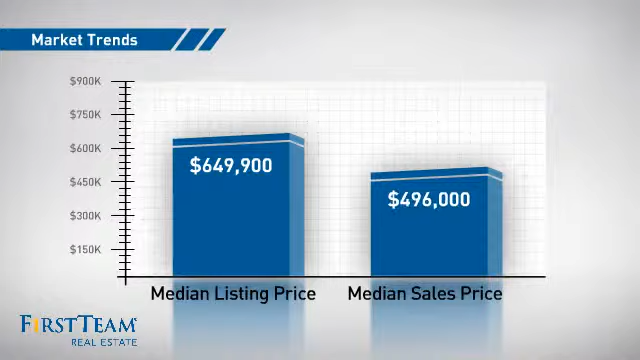 Market Trends
$900K
$750K
$600K
$450K
$300K
$150K
$649,900
$496,000
Median Listing Price
Median Sales Price
FIRSTTEAM®
REAL ESTATE